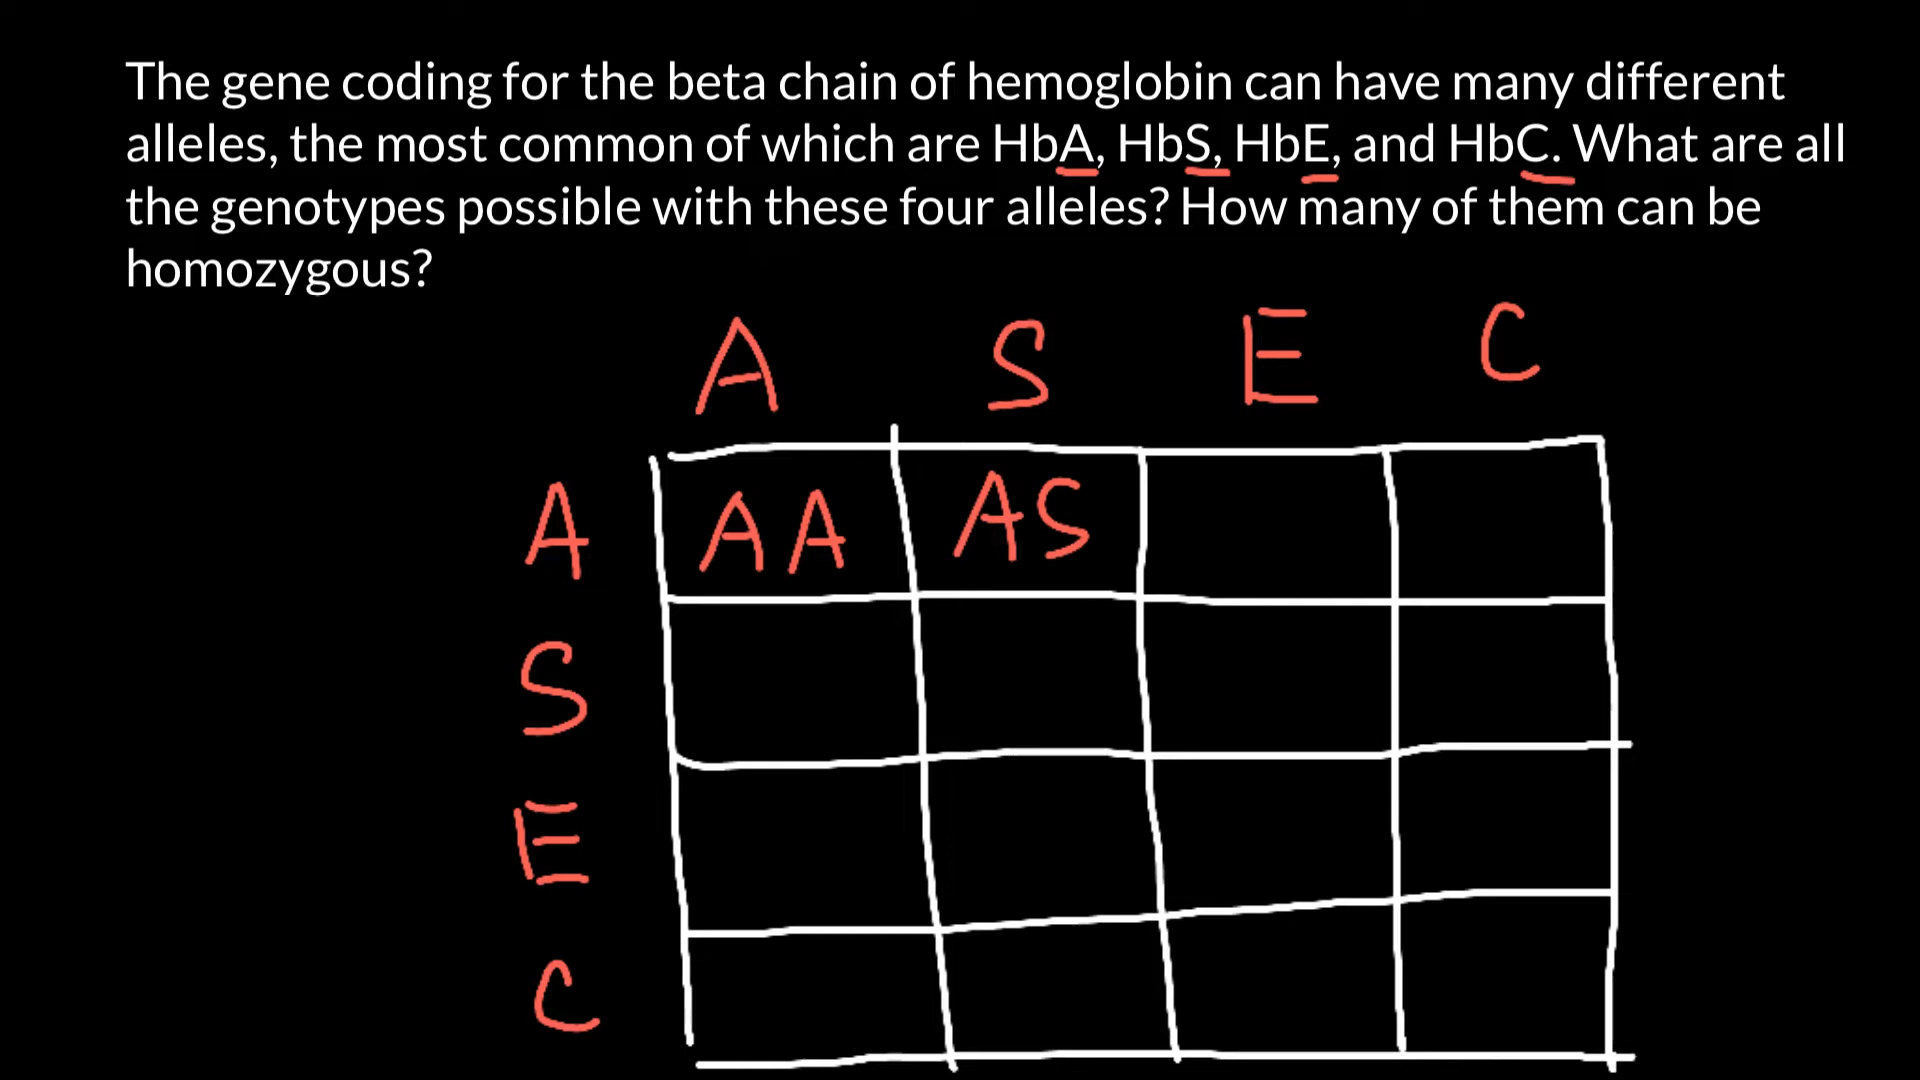 The gene coding for the beta chain of hemoglobin can have many different
alleles, the most common of which are HbA, HbS, HbE, and HbC. What are all
the genotypes possible with these four alleles? How many of them can be
homozygous?
A S E C
A AA AS
S
E
C